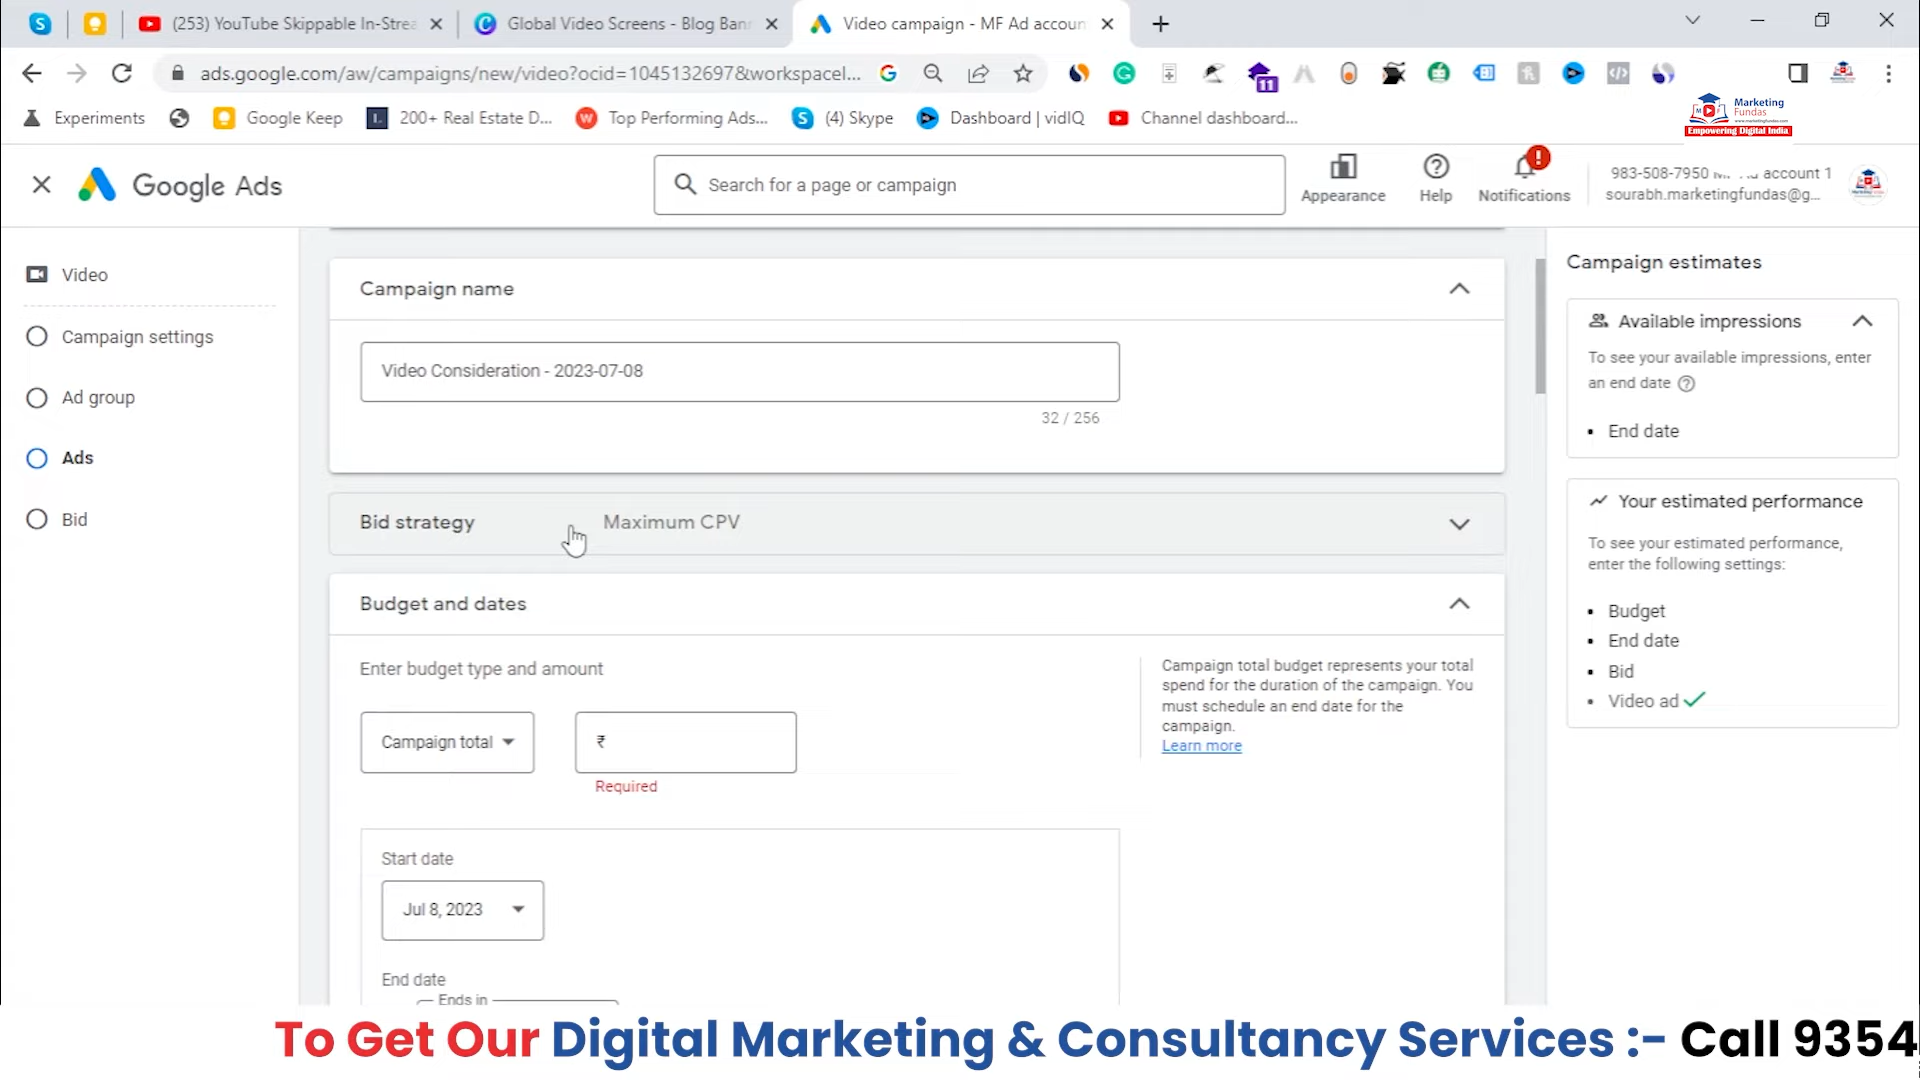 (253) YouTube Skippable In-Strea
Global Video Screens - Blog Bann
Video campaign - MF Ad accoun
ads.google.com/aw/campaigns/new/video?ocid=1045132697&workspaceI...
11
Experiments
Google Keep
200+ Real Estate D...
Top Performing Ads...
(4) Skype
Dashboard | vidIQ
Channel dashboard...
Marketing
Fundas
www.marketingfundas.com
Empowering Digital India
Google Ads
Search for a page or campaign
Appearance
Help
Notifications
983-508-7950
account 1
sourabh.marketingfundas@g...
Video
Campaign settings
Ad group
Ads
Bid
Campaign name
Video Consideration - 2023-07-08
32 / 256
Bid strategy
Maximum CPV
Budget and dates
Enter budget type and amount
Campaign total
₹
Required
Campaign total budget represents your total
spend for the duration of the campaign. You
must schedule an end date for the
campaign.
Learn more
Start date
Jul 8, 2023
End date
Ends in
Campaign estimates
Available impressions
To see your available impressions, enter
an end date
• End date
Your estimated performance
To see your estimated performance,
enter the following settings:
• Budget
• End date
• Bid
• Video ad
To Get Our Digital Marketing & Consultancy Services :- Call 9354